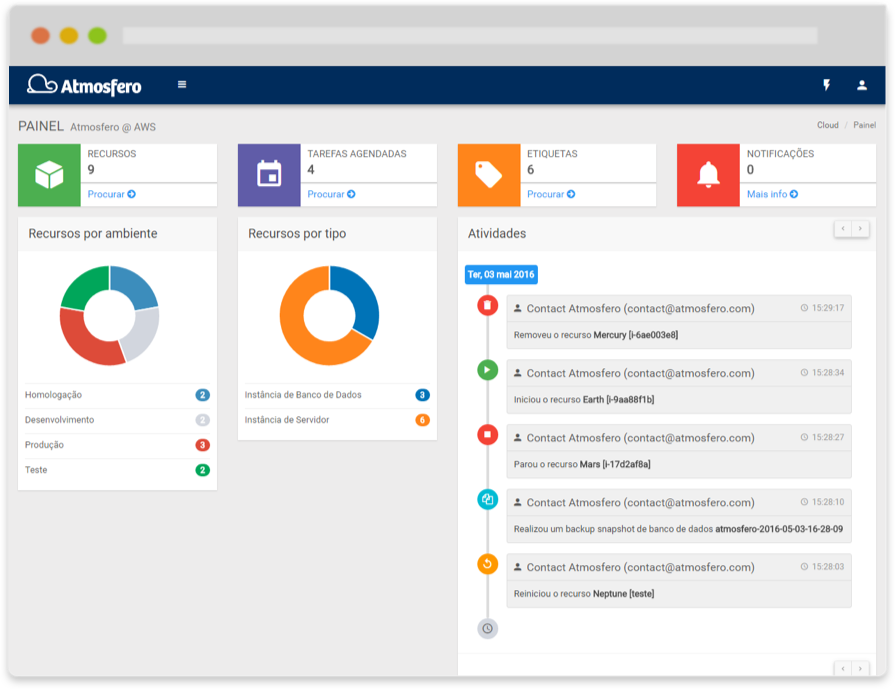 Atmosfero
PAINEL Atmosfero @ AWS
Cloud / Painel
RECURSOS
9
Procurar
TAREFAS AGENDADAS
4
Procurar
ETIQUETAS
6
Procurar
NOTIFICAÇÕES
0
Mais info
Recursos por ambiente
Homologação 2
Desenvolvimento 2
Produção 3
Teste 2
Recursos por tipo
Instância de Banco de Dados 3
Instância de Servidor 6
Atividades
Ter, 03 mai 2016
Contact Atmosfero (contact@atmosfero.com) 15:29:17
Removeu o recurso Mercury [i-6ae003e8]
Contact Atmosfero (contact@atmosfero.com) 15:28:34
Iniciou o recurso Earth [i-9aa88f1b]
Contact Atmosfero (contact@atmosfero.com) 15:28:27
Parou o recurso Mars [i-17d2af8a]
Contact Atmosfero (contact@atmosfero.com) 15:28:10
Realizou um backup snapshot de banco de dados atmosfero-2016-05-03-16-28-09
Contact Atmosfero (contact@atmosfero.com) 15:28:03
Reiniciou o recurso Neptune [teste]